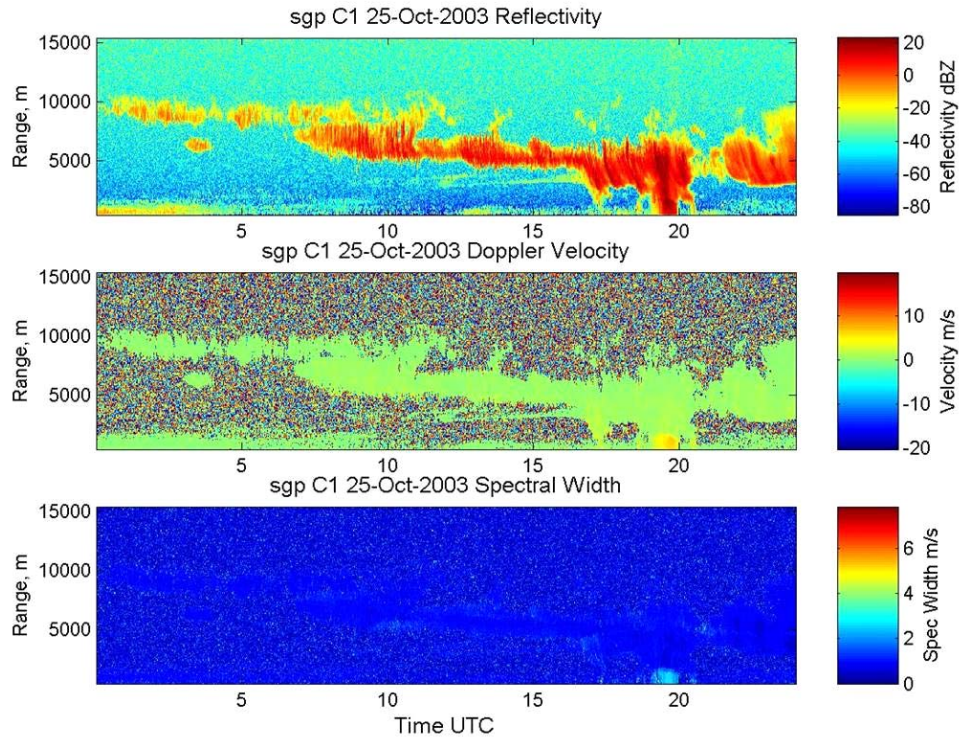 sgp C1 25-Oct-2003 Reflectivity
15000
10000
5000
Range, m
5 10 15 20
20
0
-20
-40
-60
-80
Reflectivity dBZ
sgp C1 25-Oct-2003 Doppler Velocity
15000
10000
5000
Range, m
5 10 15 20
10
0
-10
-20
Velocity m/s
sgp C1 25-Oct-2003 Spectral Width
15000
10000
5000
Range, m
5 10 15 20
Time UTC
6
4
2
0
Spec Width m/s